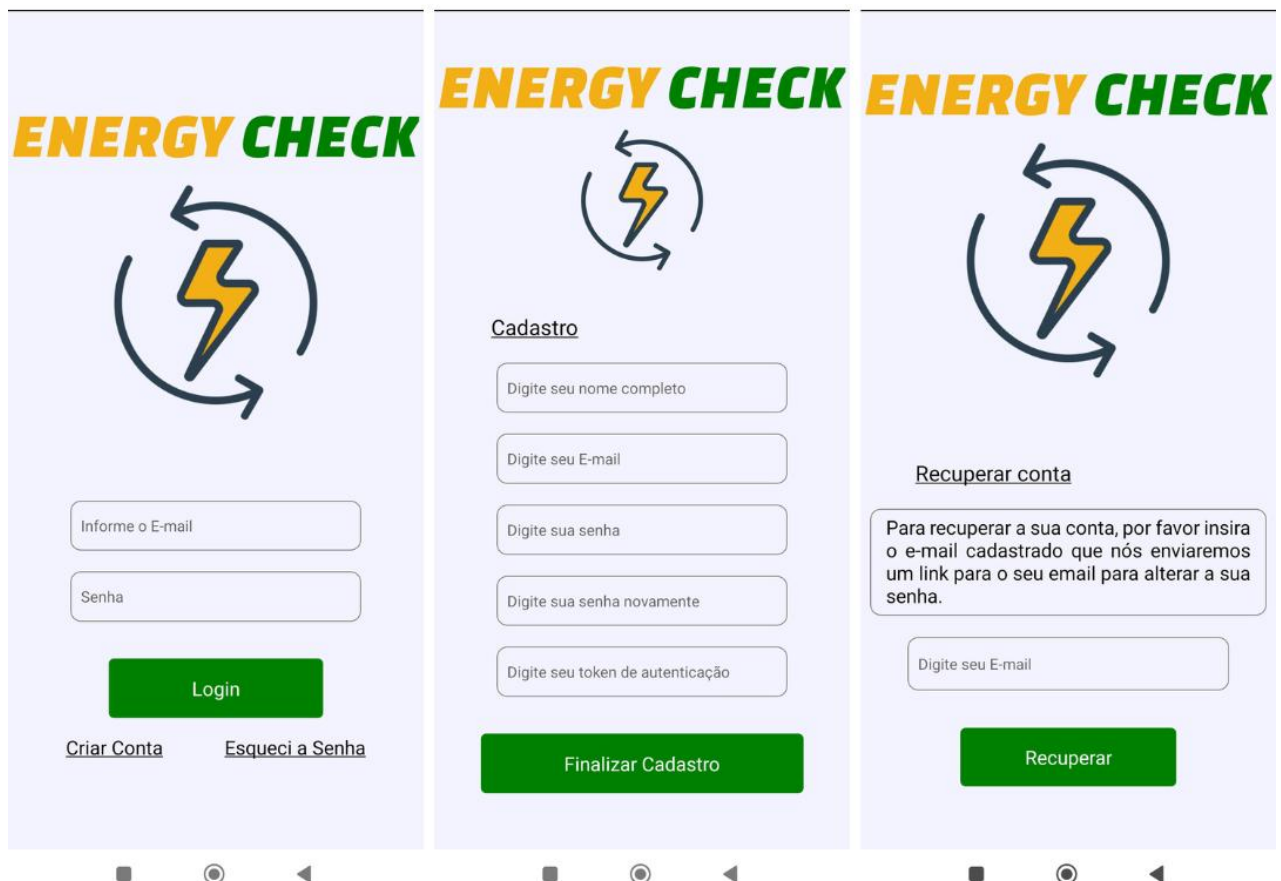 ENERGY CHECK
Informe o E-mail
Senha
Login
Criar Conta
Esqueci a Senha
ENERGY CHECK
Cadastro
Digite seu nome completo
Digite seu E-mail
Digite sua senha
Digite sua senha novamente
Digite seu token de autenticação
Finalizar Cadastro
ENERGY CHECK
Recuperar conta
Para recuperar a sua conta, por favor insira
o e-mail cadastrado que nós enviaremos
um link para o seu email para alterar a sua
senha.
Digite seu E-mail
Recuperar